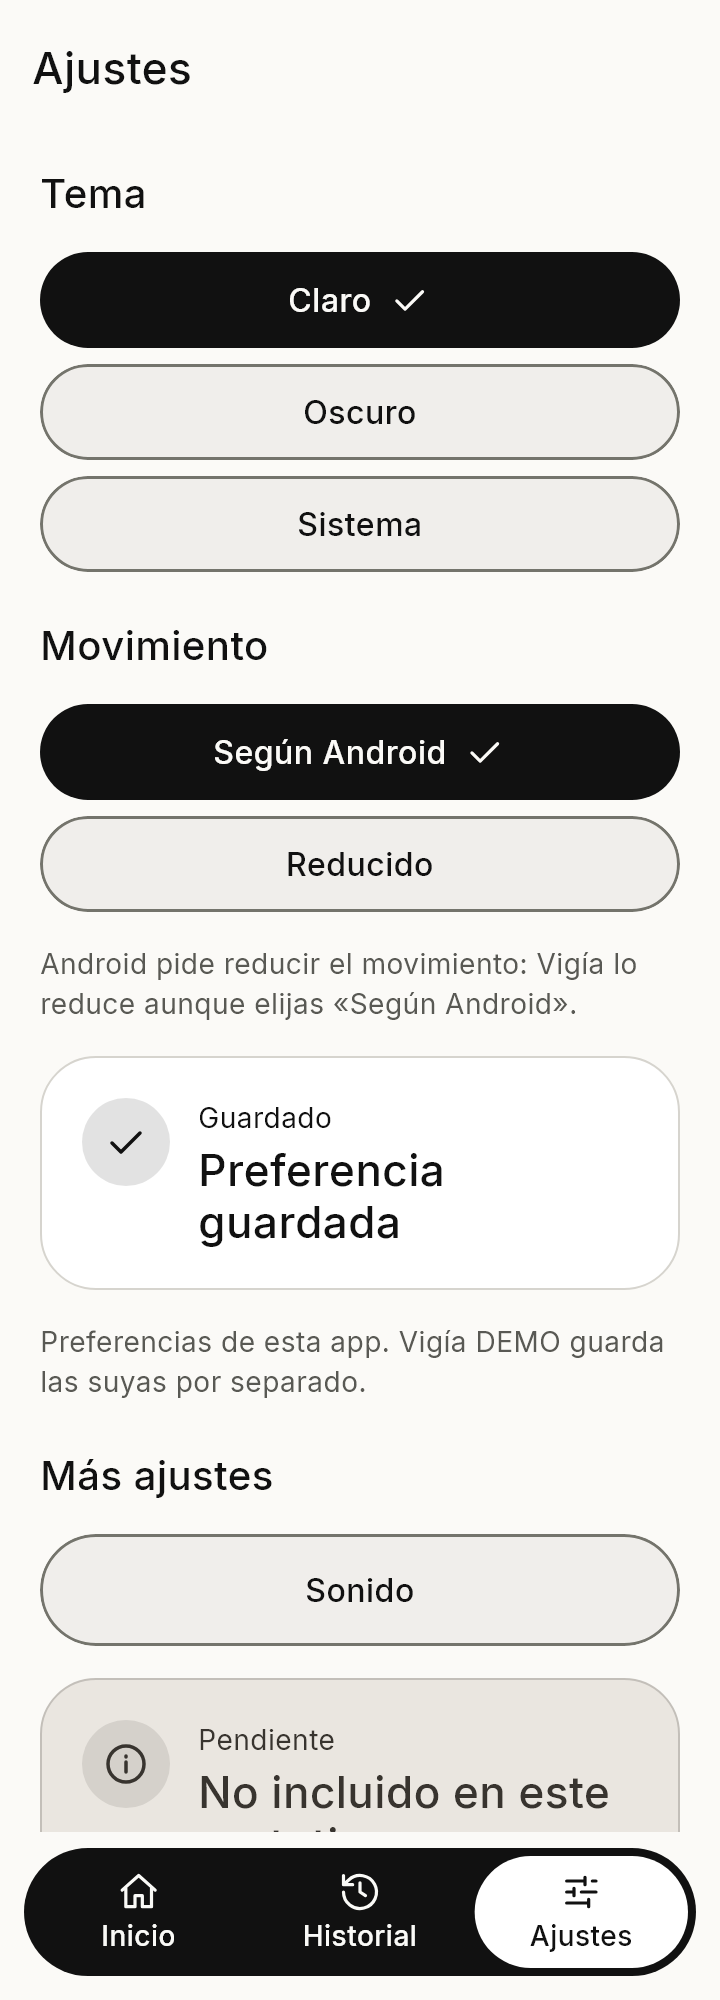 Ajustes
Tema
Claro
Oscuro
Sistema
Movimiento
Según Android
Reducido
Android pide reducir el movimiento: Vigía lo
reduce aunque elijas «Según Android».
Guardado
Preferencia
guardada
Preferencias de esta app. Vigía DEMO guarda
las suyas por separado.
Más ajustes
Sonido
Pendiente
No incluido en este
Inicio
Historial
Ajustes